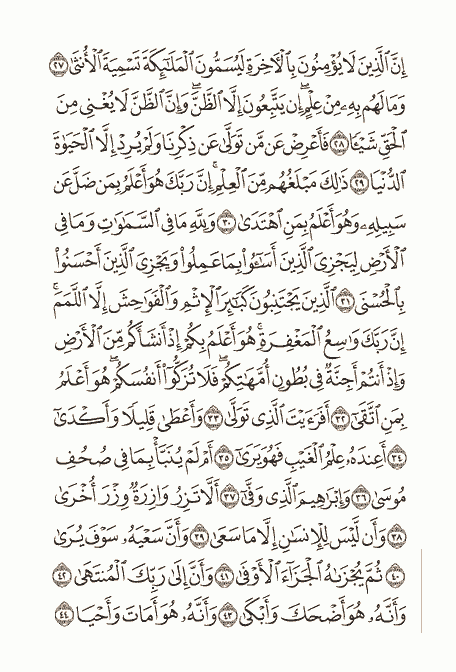 إِنَّ ٱلَّذِينَ لَا يُؤْمِنُونَ بِٱلْأَخِرَةِ لَيُسَمُّونَ ٱلْمَلَٰٓئِكَةَ تَسْمِيَةَ ٱلْأُنثَىٰ ٢٧
وَمَا لَهُم بِهِۦ مِنْ عِلْمٍ ۖ إِن يَتَّبِعُونَ إِلَّا ٱلظَّنَّ ۖ وَإِنَّ ٱلظَّنَّ لَا يُغْنِى مِنَ
ٱلْحَقِّ شَيْـًٔا ٢٨ فَأَعْرِضْ عَن مَّن تَوَلَّىٰ عَن ذِكْرِنَا وَلَمْ يُرِدْ إِلَّا ٱلْحَيَوٰةَ
ٱلدُّنْيَا ٢٩ ذَٰلِكَ مَبْلَغُهُم مِّنَ ٱلْعِلْمِ ۚ إِنَّ رَبَّكَ هُوَ أَعْلَمُ بِمَن ضَلَّ عَن
سَبِيلِهِۦ وَهُوَ أَعْلَمُ بِمَنِ ٱهْتَدَىٰ ٣٠ وَلِلَّهِ مَا فِى ٱلسَّمَٰوَٰتِ وَمَا فِى
ٱلْأَرْضِ لِيَجْزِىَ ٱلَّذِينَ أَسَٰٓـُٔوا۟ بِمَا عَمِلُوا۟ وَيَجْزِىَ ٱلَّذِينَ أَحْسَنُوا۟
بِٱلْحُسْنَى ٣١ ٱلَّذِينَ يَجْتَنِبُونَ كَبَٰٓئِرَ ٱلْإِثْمِ وَٱلْفَوَٰحِشَ إِلَّا ٱللَّمَمَ ۚ
إِنَّ رَبَّكَ وَٰسِعُ ٱلْمَغْفِرَةِ ۚ هُوَ أَعْلَمُ بِكُمْ إِذْ أَنشَأَكُم مِّنَ ٱلْأَرْضِ
وَإِذْ أَنتُمْ أَجِنَّةٌ فِى بُطُونِ أُمَّهَٰتِكُمْ ۖ فَلَا تُزَكُّوٓا۟ أَنفُسَكُمْ ۖ هُوَ أَعْلَمُ
بِمَنِ ٱتَّقَىٰٓ ٣٢ أَفَرَءَيْتَ ٱلَّذِى تَوَلَّىٰ ٣٣ وَأَعْطَىٰ قَلِيلًا وَأَكْدَىٰٓ
٣٤ أَعِندَهُۥ عِلْمُ ٱلْغَيْبِ فَهُوَ يَرَىٰٓ ٣٥ أَمْ لَمْ يُنَبَّأْ بِمَا فِى صُحُفِ
مُوسَىٰ ٣٦ وَإِبْرَٰهِيمَ ٱلَّذِى وَفَّىٰٓ ٣٧ أَلَّا تَزِرُ وَازِرَةٌ وِزْرَ أُخْرَىٰ
٣٨ وَأَن لَّيْسَ لِلْإِنسَٰنِ إِلَّا مَا سَعَىٰ ٣٩ وَأَنَّ سَعْيَهُۥ سَوْفَ يُرَىٰ
٤٠ ثُمَّ يُجْزَىٰهُ ٱلْجَزَآءَ ٱلْأَوْفَىٰ ٤١ وَأَنَّ إِلَىٰ رَبِّكَ ٱلْمُنتَهَىٰ ٤٢
وَأَنَّهُۥ هُوَ أَضْحَكَ وَأَبْكَىٰ ٤٣ وَأَنَّهُۥ هُوَ أَمَاتَ وَأَحْيَا ٤٤